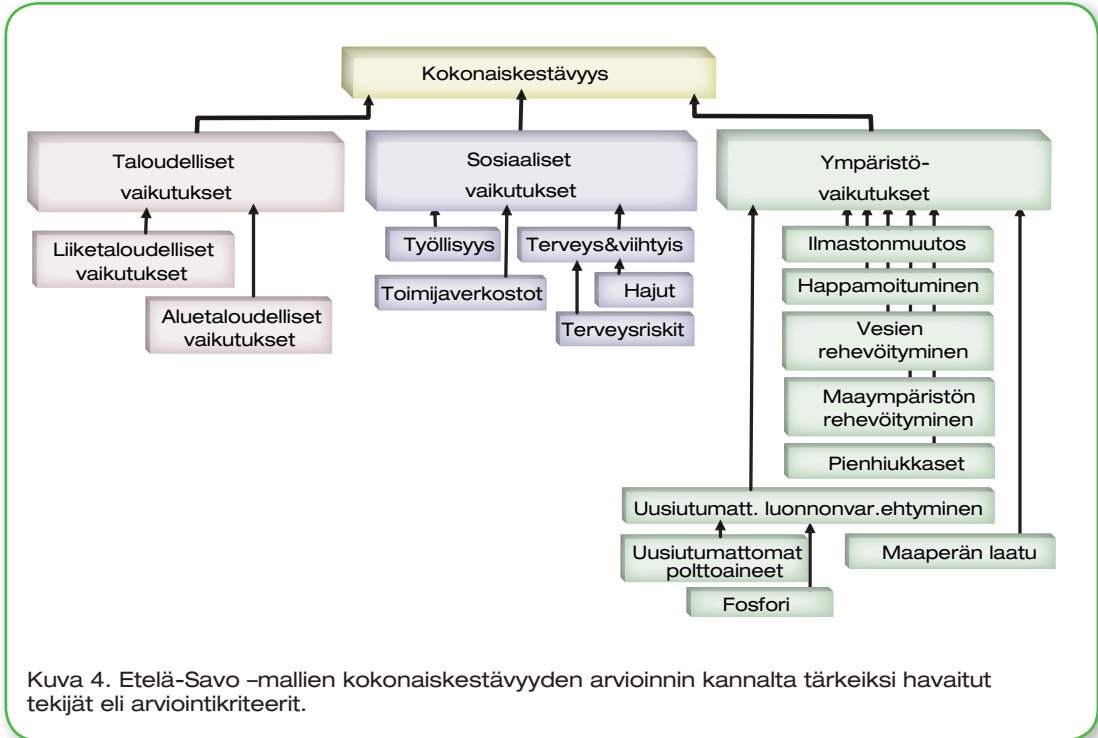 Kokonaiskestävyys
Taloudelliset
vaikutukset
Sosiaaliset
vaikutukset
Ympäristö-
vaikutukset
Liiketaloudelliset
vaikutukset
Aluetaloudelliset
vaikutukset
Työllisyys
Toimijaverkostot
Terveys&viihtyis
Hajut
Terveysriskit
Ilmastonmuutos
Happamoituminen
Vesien
rehevöityminen
Maaympäristön
rehevöityminen
Pienhiukkaset
Uusiutumatt. luonnonvar.ehtyminen
Uusiutumattomat
polttoaineet
Fosfori
Maaperän laatu
Kuva 4. Etelä-Savo –mallien kokonaiskestävyyden arvioinnin kannalta tärkeiksi havaitut
tekijät eli arviointikriteerit.